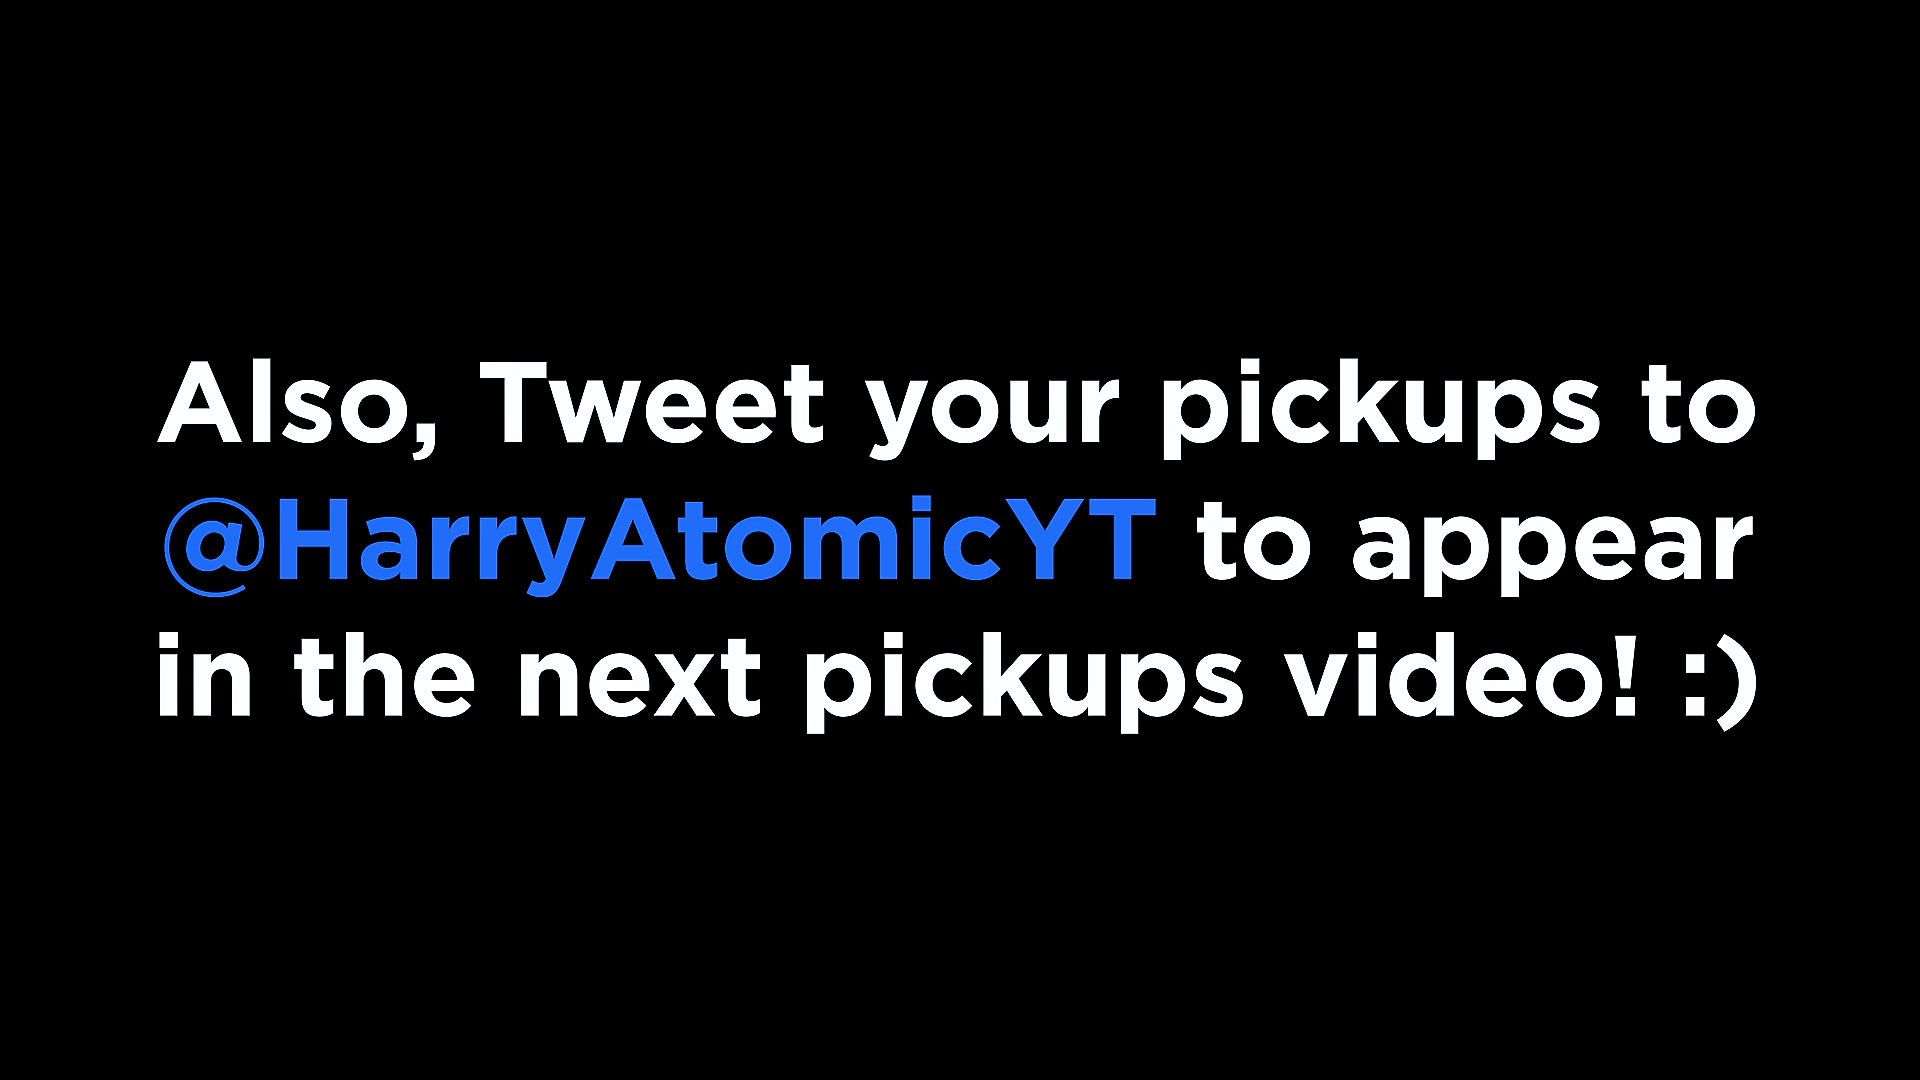 Also, Tweet your pickups to
@HarryAtomicYT to appear
in the next pickups video! :)